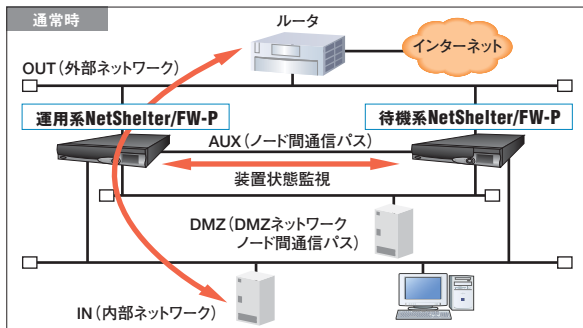 通常時
ルータ
インターネット
OUT(外部ネットワーク)
運用系NetShelter/FW-P
待機系NetShelter/FW-P
AUX(ノード間通信パス)
装置状態監視
DMZ(DMZネットワーク
ノード間通信パス)
IN(内部ネットワーク)